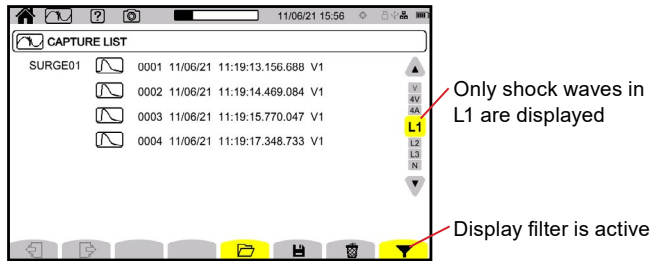 ?
11/06/21 15:56
CAPTURE LIST
SURGE01 0001 11/06/21 11:19:13.156.688 V1
0002 11/06/21 11:19:14.469.084 V1
0003 11/06/21 11:19:15.770.047 V1
0004 11/06/21 11:19:17.348.733 V1
V
4V
4A
L1
L2
L3
N
Only shock waves in
L1 are displayed
Display filter is active